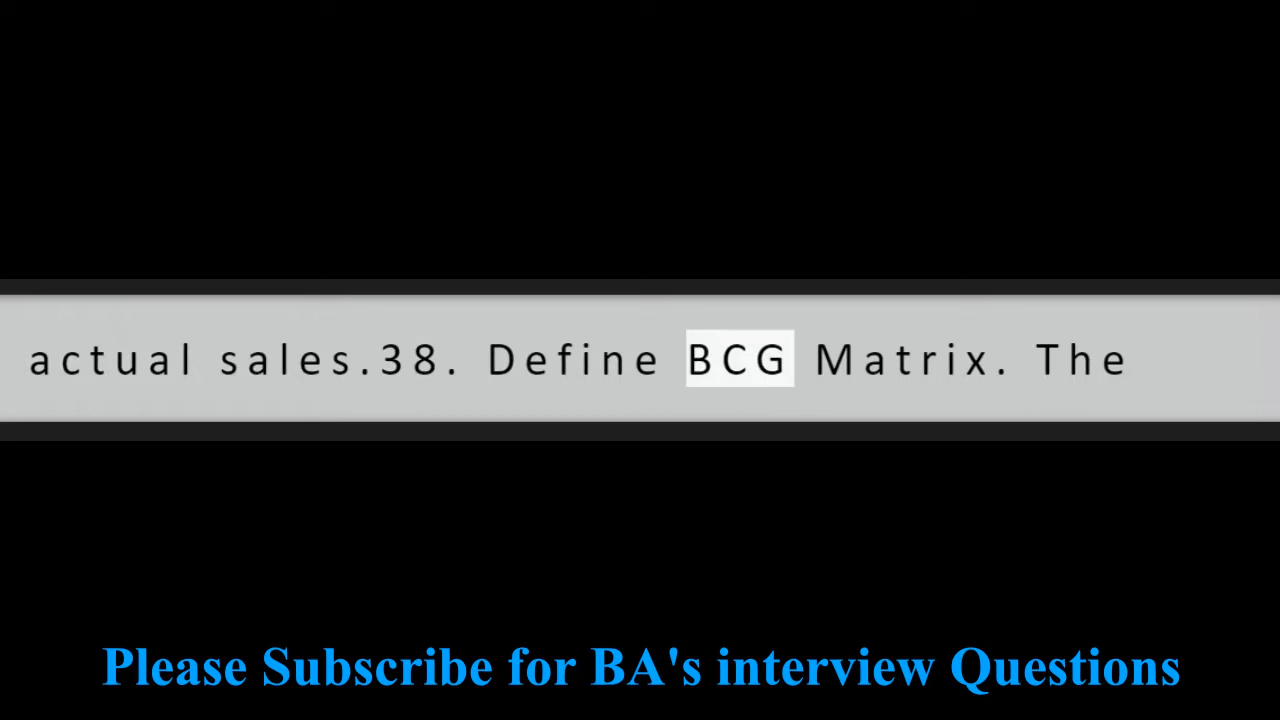 actual sales.38. Define BCG Matrix. The
Please Subscribe for BA's interview Questions